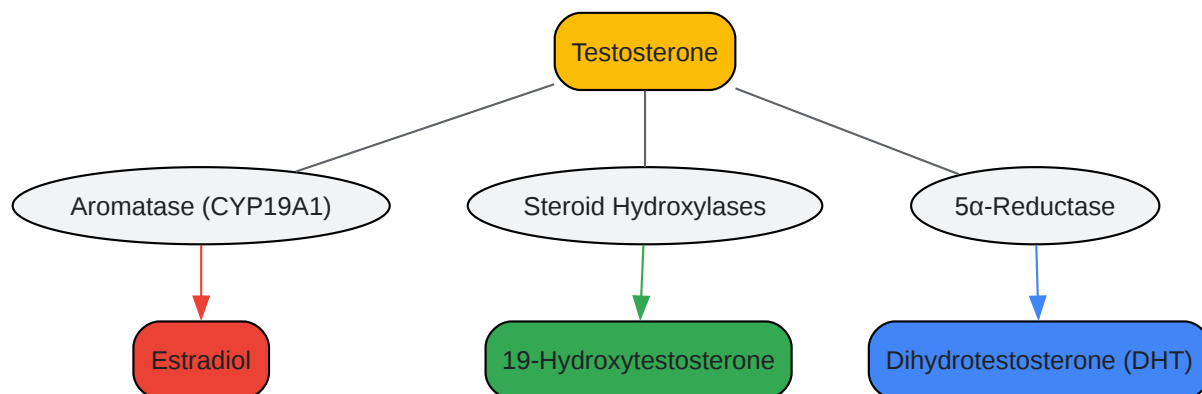 Testosterone
Aromatase (CYP19A1)
Steroid Hydroxylases
5α-Reductase
Estradiol
19-Hydroxytestosterone
Dihydrotestosterone (DHT)